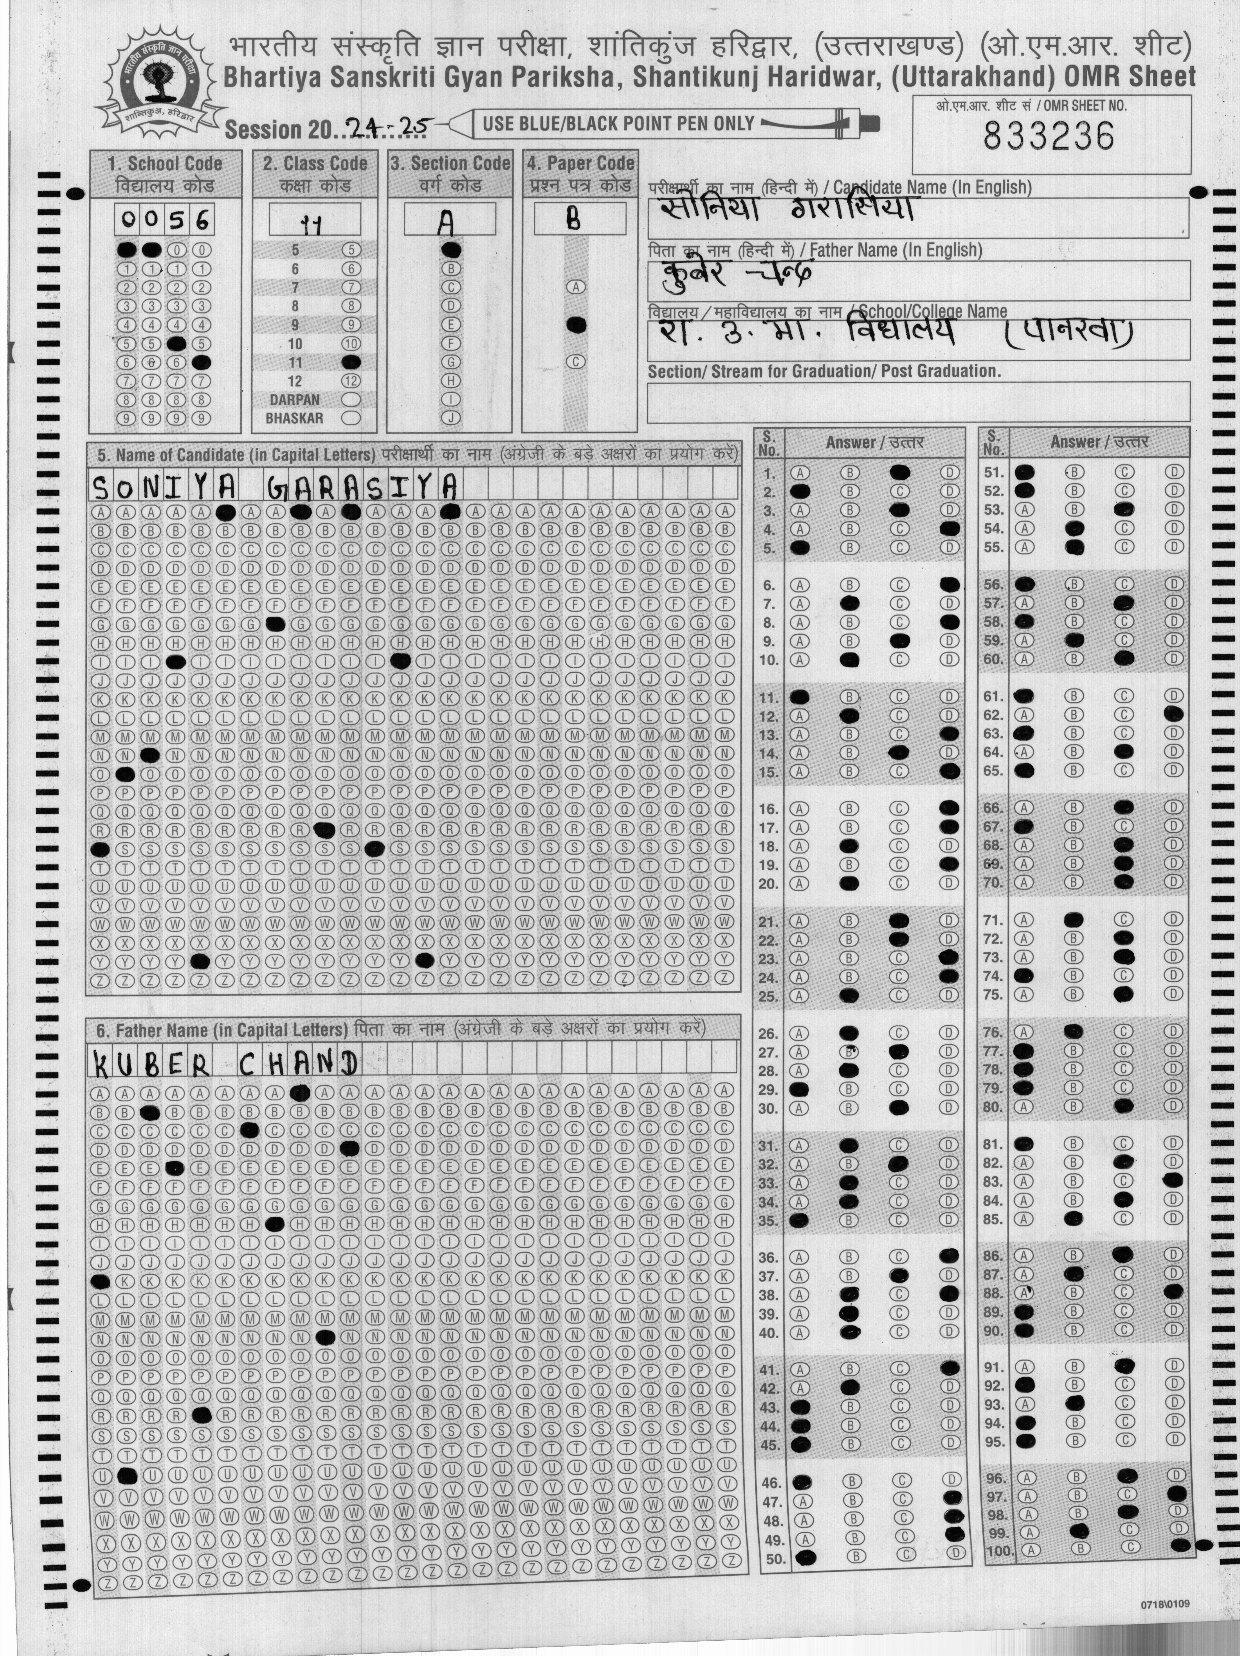 भारतीय संस्कृति ज्ञान परीक्षा, शांतिकुंज हरिद्वार, (उत्तराखण्ड) (ओ.एम.आर. शीट)
Bhartiya Sanskriti Gyan Pariksha, Shantikunj Haridwar, (Uttarakhand) OMR Sheet
Session 20..24-25
USE BLUE/BLACK POINT PEN ONLY
ओ.एम.आर. शीट सं / OMR SHEET NO.
833236
1. School Code
विद्यालय कोड
0056
2. Class Code
कक्षा कोड
11
5
6
7
8
9
10
11
12
DARPAN
BHASKAR
3. Section Code
वर्ग कोड
A
4. Paper Code
प्रश्न पत्र कोड
B
परीक्षार्थी का नाम (हिन्दी में) / Candidate Name (In English)
सोनिया गरासिया
पिता का नाम (हिन्दी में) / Father Name (In English)
कुबेर चन्द
विद्यालय / महाविद्यालय का नाम / School/College Name
रा. उ. मा. विद्यालय (पानरवा)
Section/ Stream for Graduation/ Post Graduation.
5. Name of Candidate (in Capital Letters) परीक्षार्थी का नाम (अंग्रेजी के बड़े अक्षरों का प्रयोग करें)
SONIYA GARASIYA
6. Father Name (in Capital Letters) पिता का नाम (अंग्रेजी के बड़े अक्षरों का प्रयोग करें)
KUBER CHAND
S. No. Answer / उत्तर
S. No. Answer / उत्तर
0718\0109